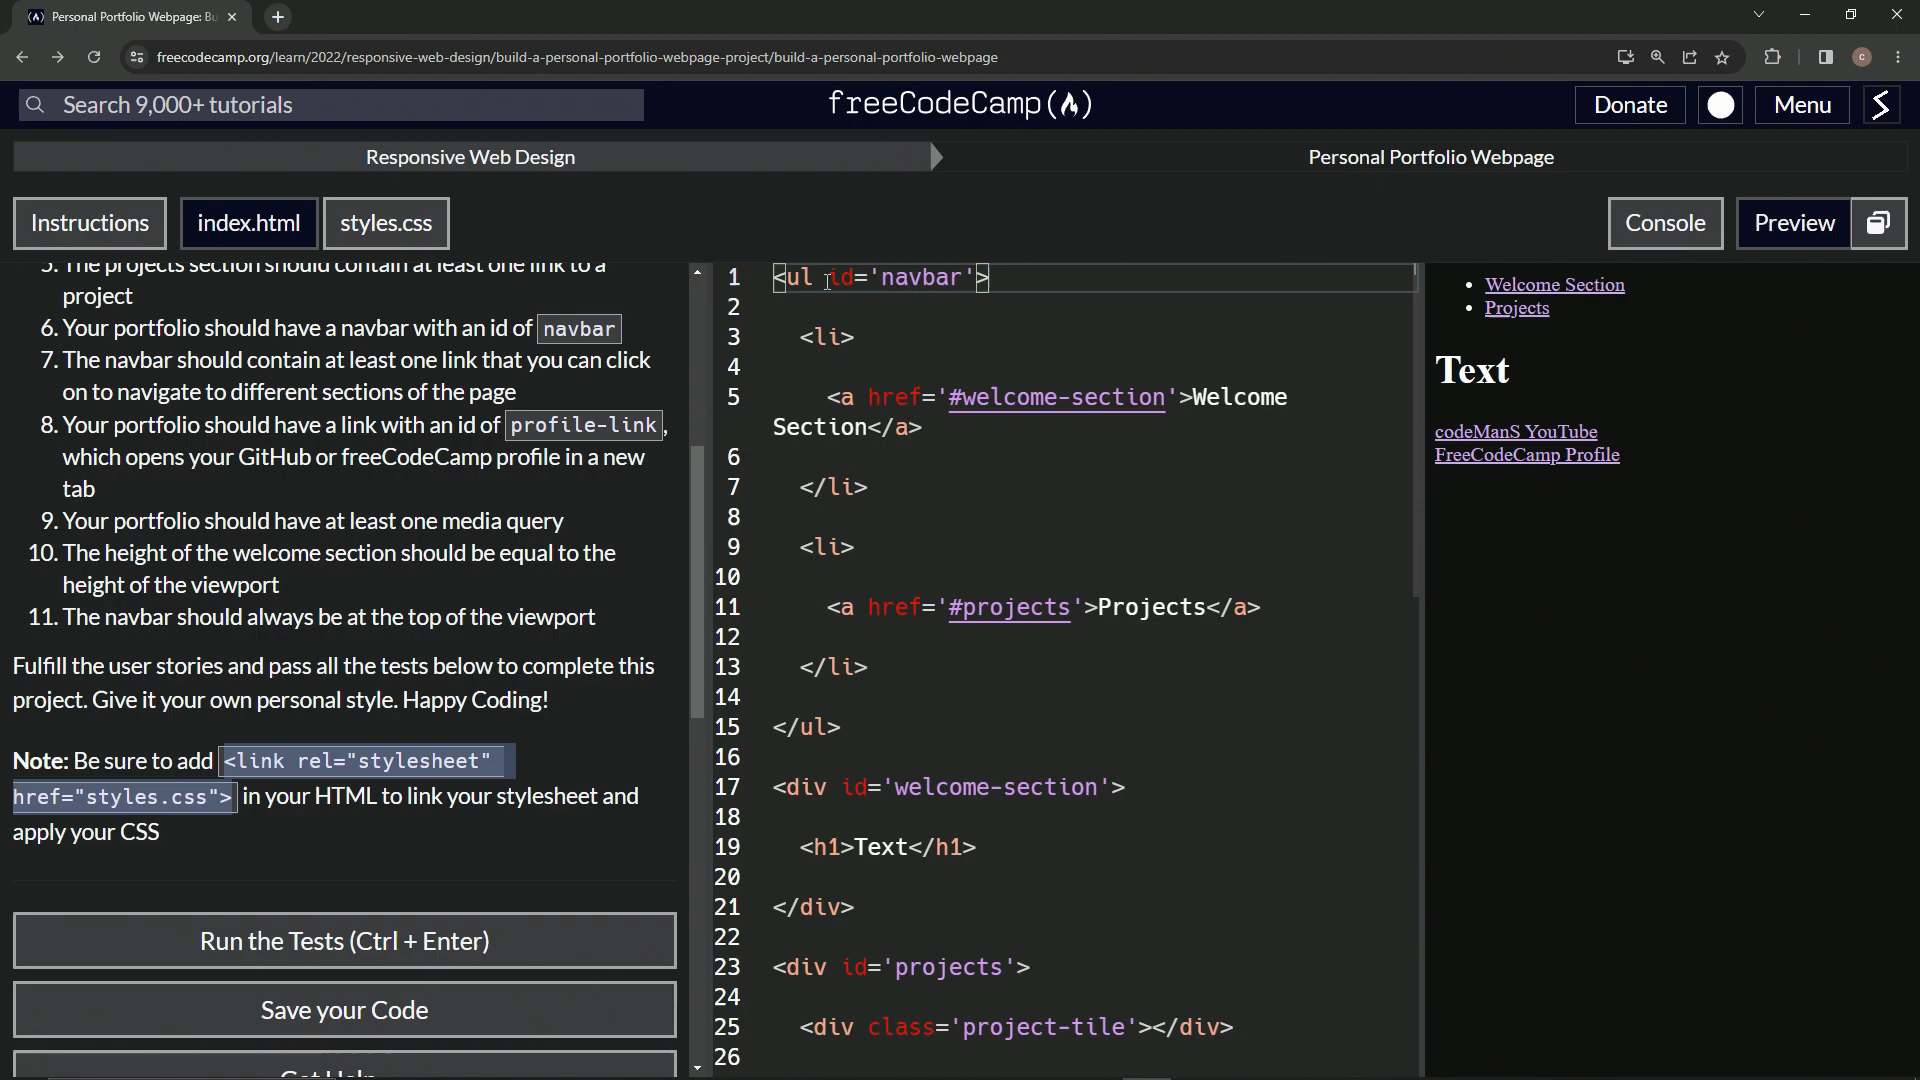 Personal Portfolio Webpage: Bu
freecodecamp.org/learn/2022/responsive-web-design/build-a-personal-portfolio-webpage-project/build-a-personal-portfolio-webpage
C
Search 9,000+ tutorials
freeCodeCamp
Donate
Menu
Responsive Web Design
Personal Portfolio Webpage
Instructions
index.html
styles.css
Console
Preview
5. The projects section should contain at least one link to a
project
6. Your portfolio should have a navbar with an id of navbar
7. The navbar should contain at least one link that you can click
on to navigate to different sections of the page
8. Your portfolio should have a link with an id of profile-link,
which opens your GitHub or freeCodeCamp profile in a new
tab
9. Your portfolio should have at least one media query
10. The height of the welcome section should be equal to the
height of the viewport
11. The navbar should always be at the top of the viewport
Fulfill the user stories and pass all the tests below to complete this
project. Give it your own personal style. Happy Coding!
Note: Be sure to add <link rel="stylesheet"
href="styles.css"> in your HTML to link your stylesheet and
apply your CSS
Run the Tests (Ctrl + Enter)
Save your Code
Get Help
1 <ul id='navbar'>
2
3 <li>
4
5 <a href='#welcome-section'>Welcome
Section</a>
6
7 </li>
8
9 <li>
10
11 <a href='#projects'>Projects</a>
12
13 </li>
14
15 </ul>
16
17 <div id='welcome-section'>
18
19 <h1>Text</h1>
20
21 </div>
22
23 <div id='projects'>
24
25 <div class='project-tile'></div>
26
Welcome Section
Projects
Text
codeManS YouTube
FreeCodeCamp Profile